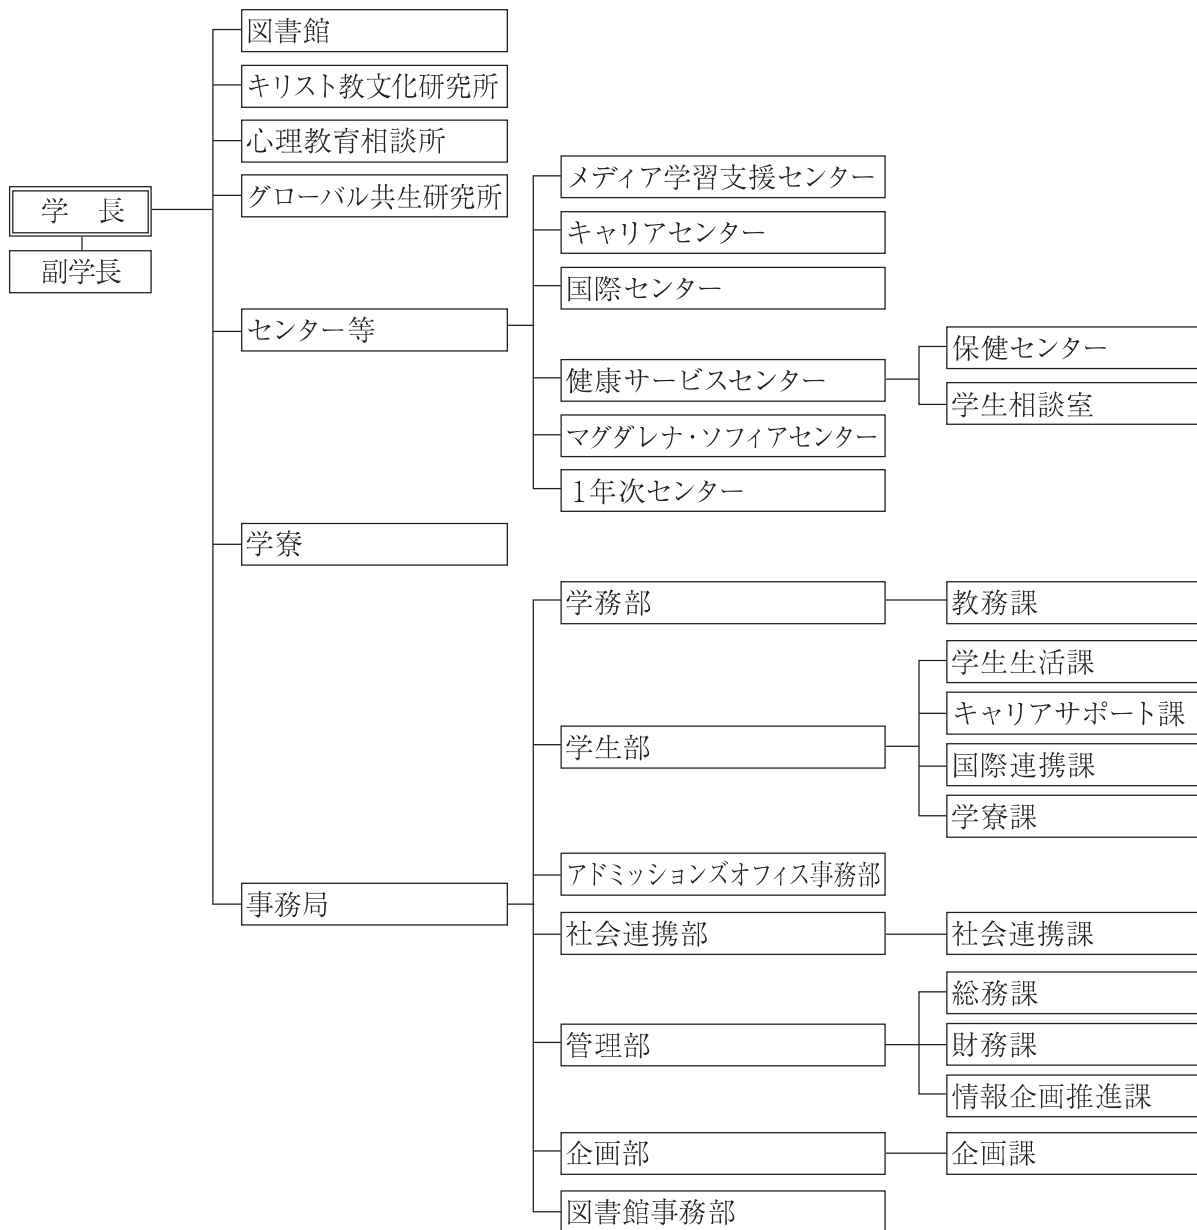 学　長
副学長
図書館
キリスト教文化研究所
心理教育相談所
グローバル共生研究所
センター等
メディア学習支援センター
キャリアセンター
国際センター
健康サービスセンター
保健センター
学生相談室
マグダレナ・ソフィアセンター
1年次センター
学寮
事務局
学務部
教務課
学生部
学生生活課
キャリアサポート課
国際連携課
学寮課
アドミッションズオフィス事務部
社会連携部
社会連携課
管理部
総務課
財務課
情報企画推進課
企画部
企画課
図書館事務部